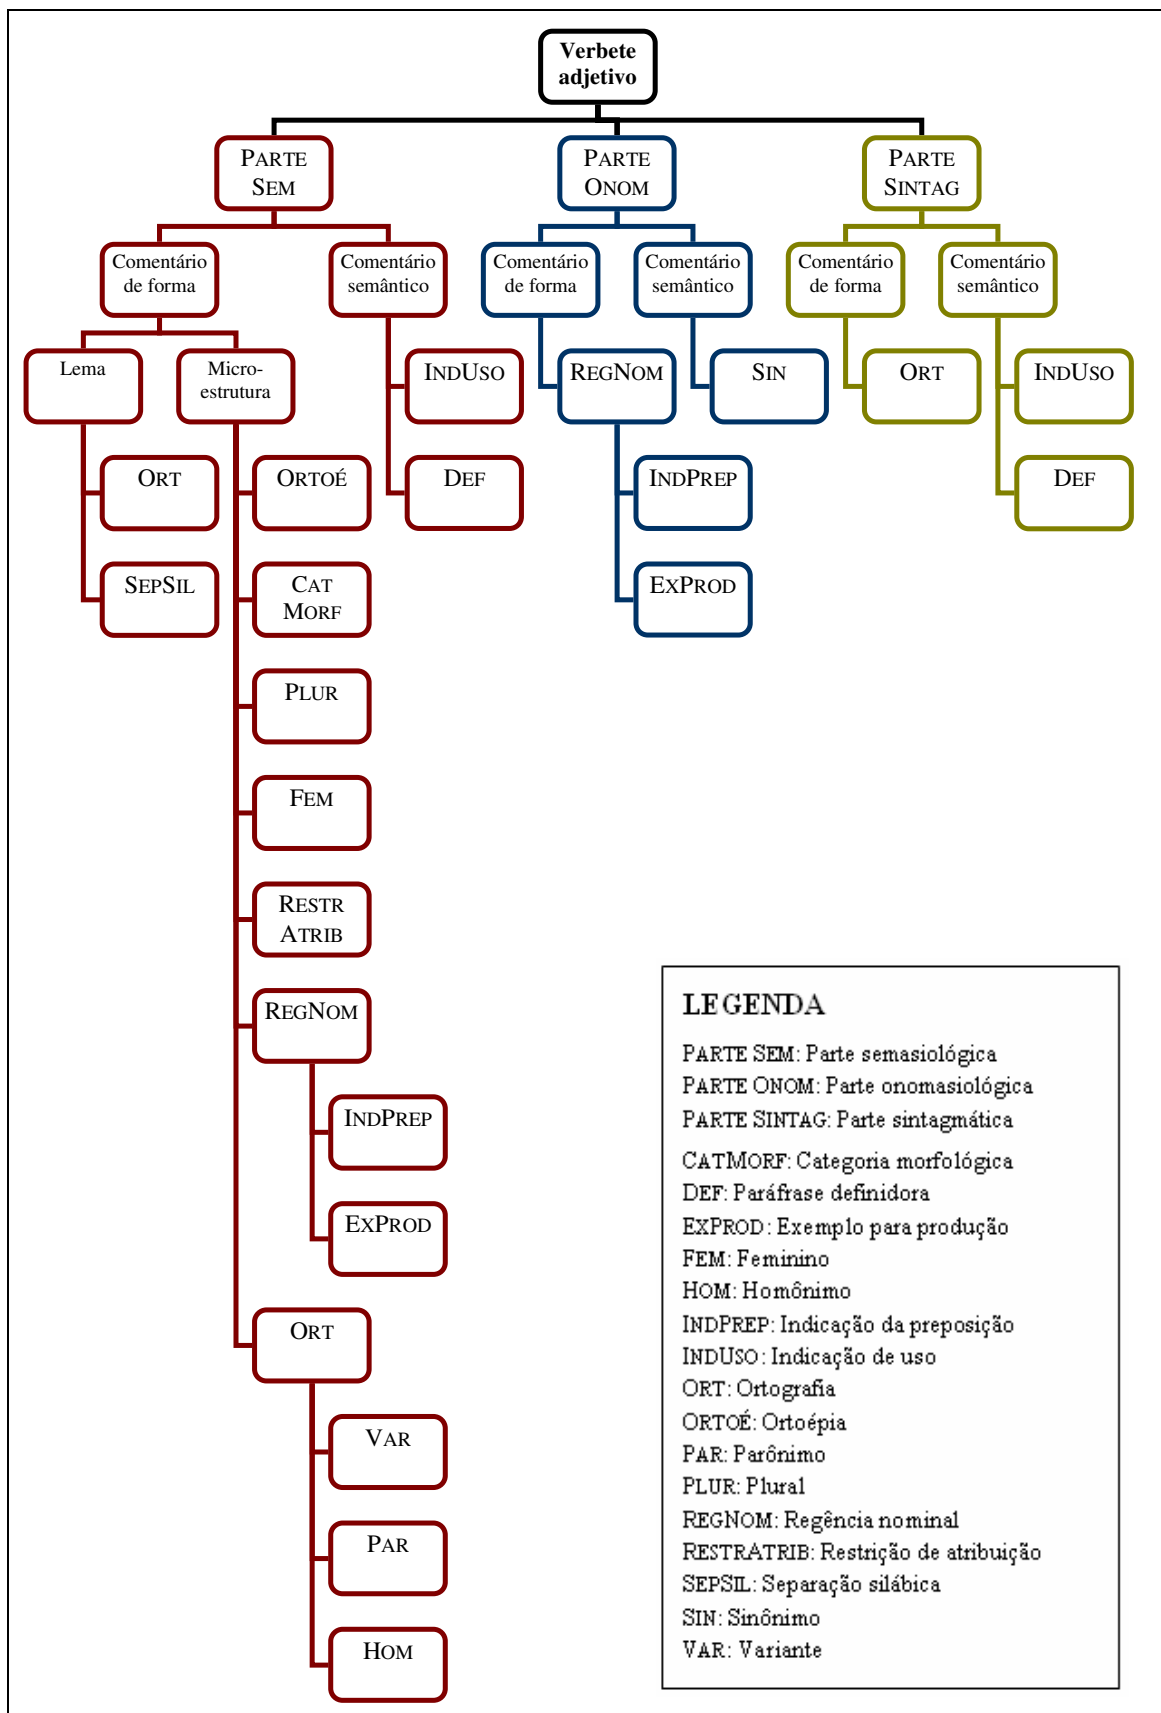 Verbete
adjetivo
PARTE
SEM
PARTE
ONOM
PARTE
SINTAG
Comentário
de forma
Comentário
semântico
Comentário
de forma
Comentário
semântico
Comentário
de forma
Comentário
semântico
Lema
Micro-
estrutura
INDUSO
REGNOM
SIN
ORT
INDUSO
ORT
ORTOÉ
DEF
INDPREP
DEF
SEPSIL
CAT
MORF
EXPROD
PLUR
FEM
RESTR
ATRIB
REGNOM
INDPREP
EXPROD
ORT
VAR
PAR
HOM
LEGENDA
PARTE SEM: Parte semasiológica
PARTE ONOM: Parte onomasiológica
PARTE SINTAG: Parte sintagmática
CATMORF: Categoria morfológica
DEF: Paráfrase definidora
EXPROD: Exemplo para produção
FEM: Feminino
HOM: Homônimo
INDPREP: Indicação da preposição
INDUSO: Indicação de uso
ORT: Ortografia
ORTOÉ: Ortoépia
PAR: Parônimo
PLUR: Plural
REGNOM: Regência nominal
RESTRATRIB: Restrição de atribuição
SEPSIL: Separação silábica
SIN: Sinônimo
VAR: Variante